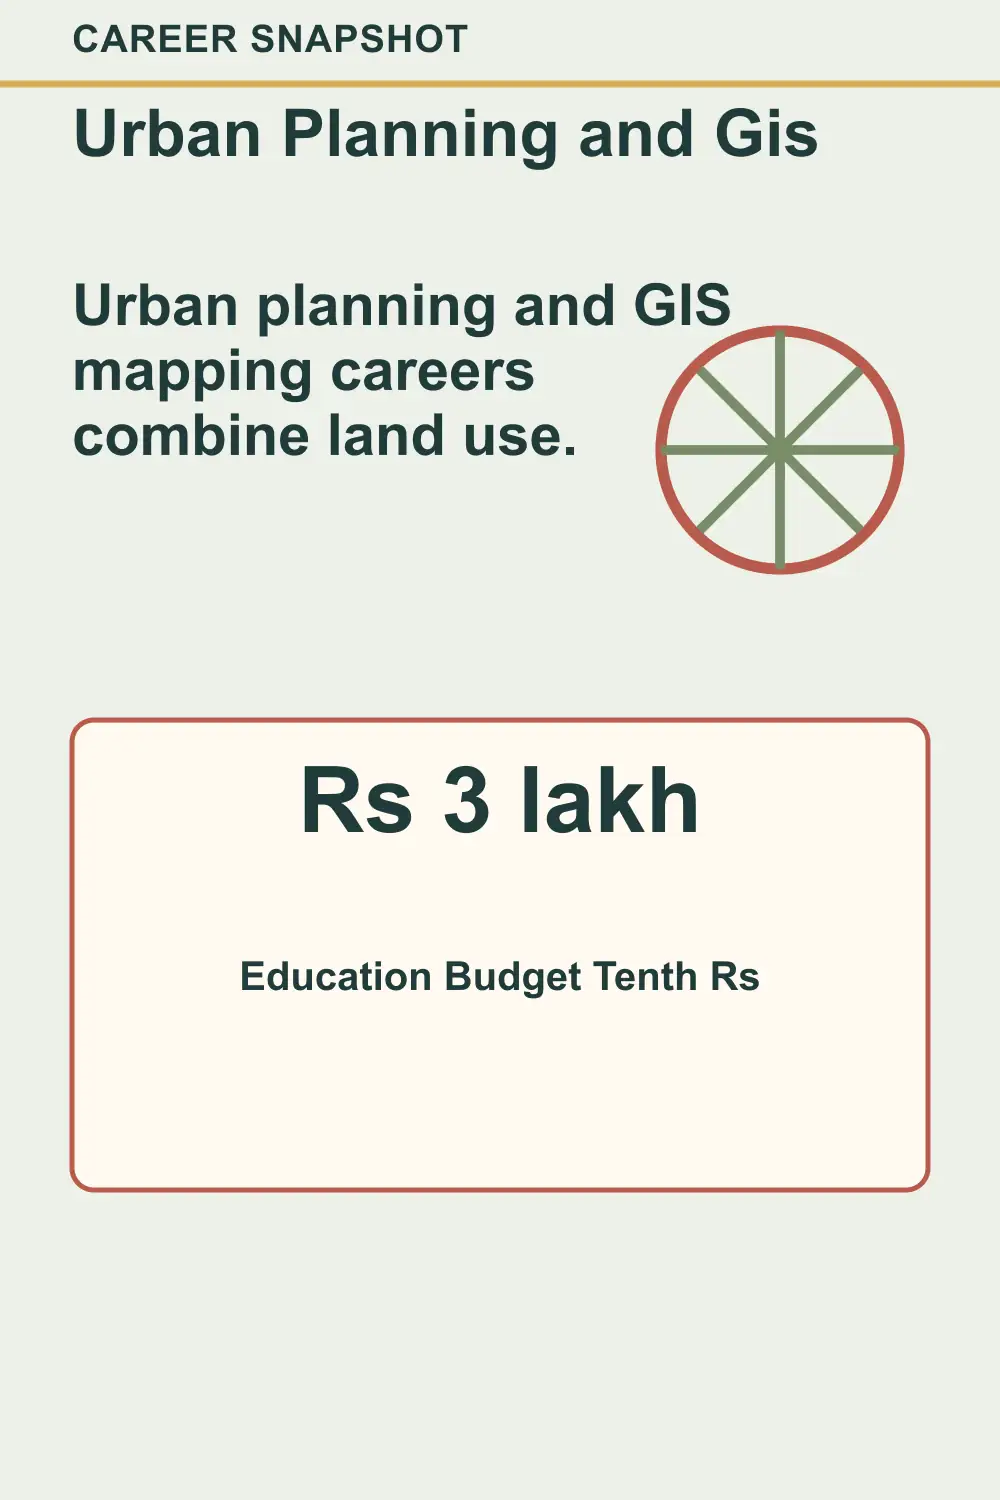 CAREER SNAPSHOT
Urban Planning and Gis
Urban planning and GIS
mapping careers
combine land use.
Rs 3 lakh
Education Budget Tenth Rs